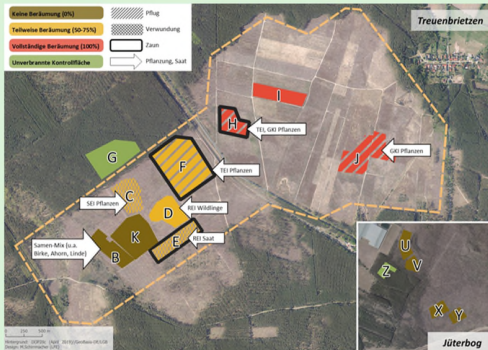 Keine Beräumung (0%)
Pflug
Teilweise Beräumung (50-75%)
Verwundung
Vollständige Beräumung (100%)
Zaun
Unverbrannte Kontrollfläche
Pflanzung, Saat
Treuenbrietzen
I
H
TEI, GKI Pflanzen
J
GKI Pflanzen
G
F
TEI Pflanzen
C
SEI Pflanzen
REI Wildlinge
D
K
E
REI Saat
Samen-Mix (u.a.
Birke, Ahorn, Linde)
B
U
V
Z
X
Y
Jüterbog